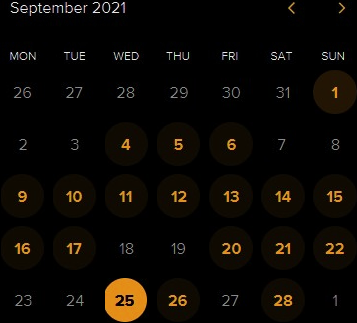 September 2021
MON TUE WED THU FRI SAT SUN
26 27 28 29 30 31 1
2 3 4 5 6 7 8
9 10 11 12 13 14 15
16 17 18 19 20 21 22
23 24 25 26 27 28 1